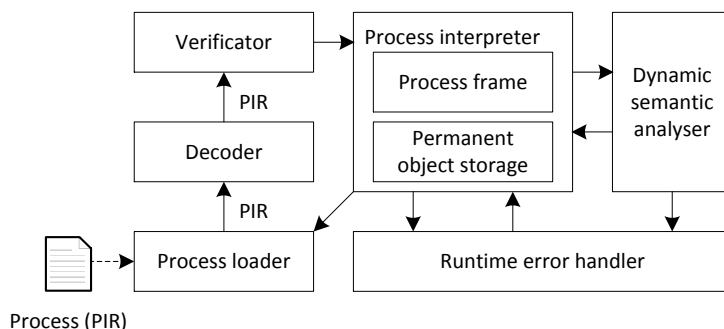 Verificator
Process interpreter
Process frame
Permanent
object storage
Dynamic
semantic
analyser
PIR
Decoder
PIR
Process loader
Runtime error handler
Process (PIR)